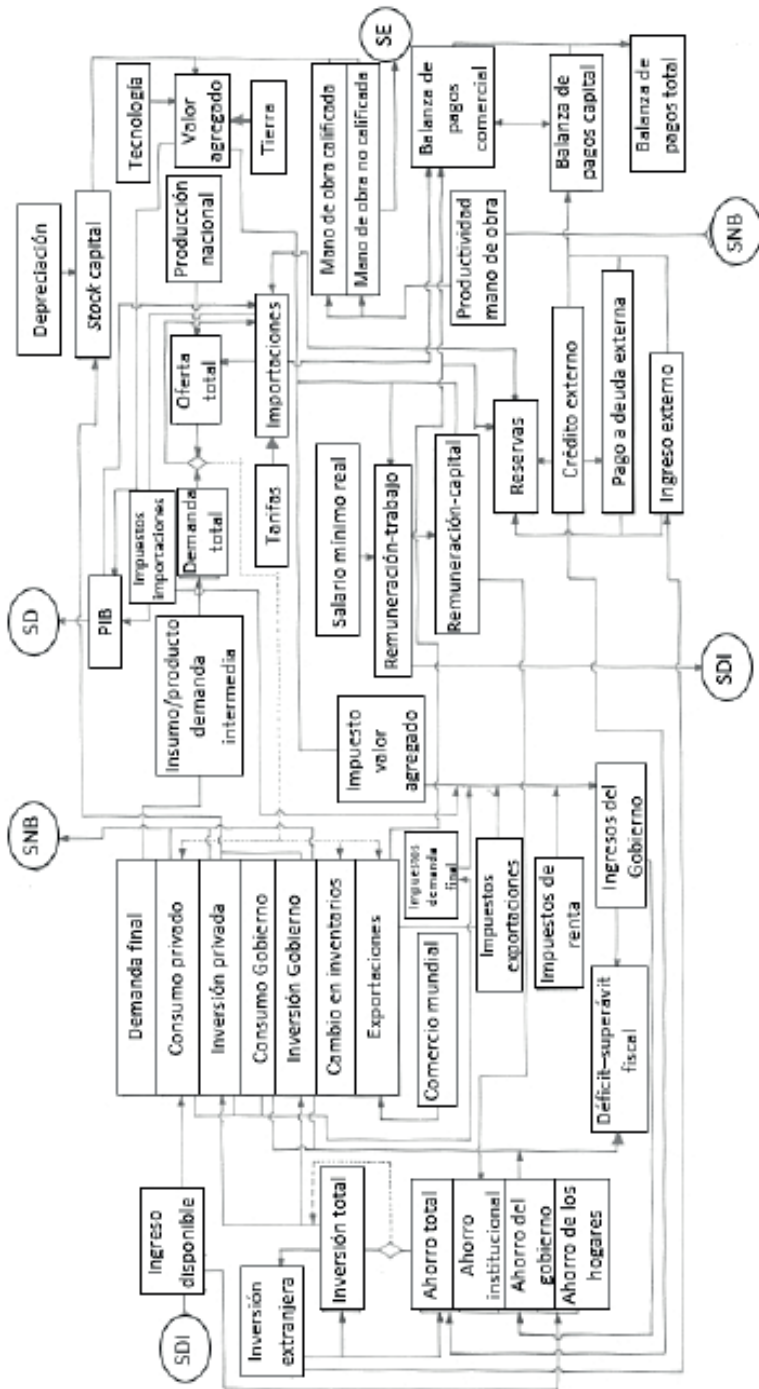 SDI
Ingreso
disponible
Inversión
extranjera
Inversión total
Ahorro total
Ahorro
institucional
Ahorro del
gobierno
Ahorro de los
hogares
SNB
Demanda final
Consumo privado
Inversión privada
Consumo Gobierno
Inversión Gobierno
Cambio en inventarios
Exportaciones
Comercio mundial
Impuestos
demanda
final
Impuestos
exportaciones
Impuestos de
renta
Déficit–superávit
fiscal
Ingresos del
Gobierno
SD
PIB
Insumo/producto
demanda
intermedia
Impuestos
importaciones
Demanda
total
Impuesto
valor
agregado
Tarifas
Salario mínimo real
Remuneración-trabajo
Remuneración-capital
SDI
Depreciación
Stock capital
Tecnología
Valor
agregado
Tierra
Producción
nacional
Oferta
total
Importaciones
Mano de obra calificada
Mano de obra no calificada
SE
Productividad
mano de obra
SNB
Reservas
Crédito externo
Pago a deuda externa
Ingreso externo
Balanza de
pagos
comercial
Balanza de
pagos capital
Balanza de
pagos total